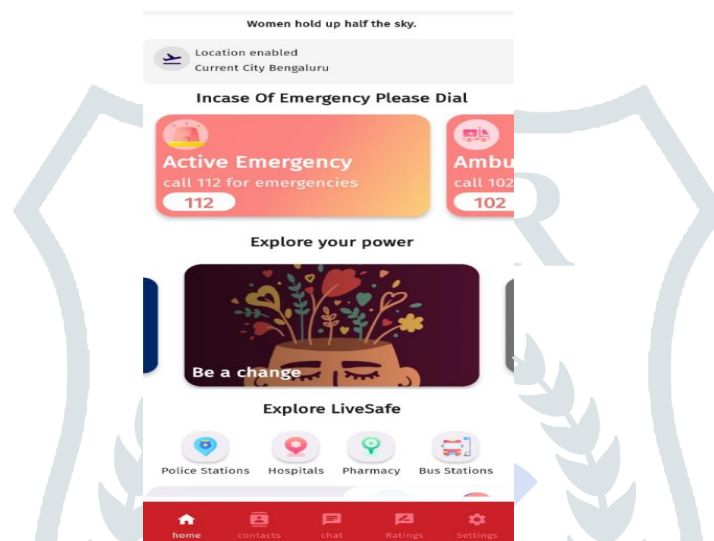 Women hold up half the sky.
Location enabled
Current City Bengaluru
Incase Of Emergency Please Dial
Active Emergency
call 112 for emergencies
112
Ambu
call 102
102
Explore your power
Be a change
Explore LiveSafe
Police Stations
Hospitals
Pharmacy
Bus Stations
home
contacts
chat
Ratings
Settings
R